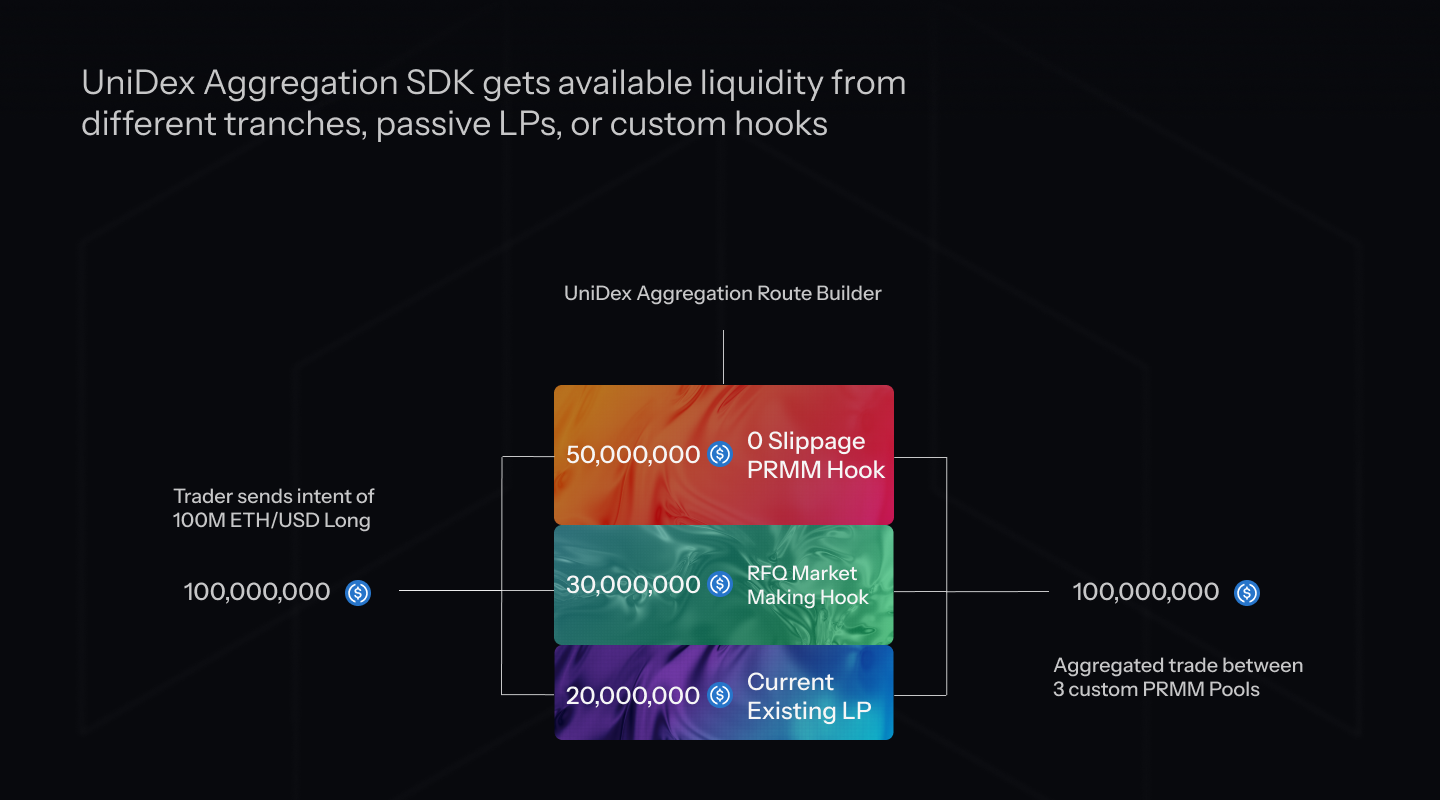 UniDex Aggregation SDK gets available liquidity from
different tranches, passive LPs, or custom hooks
UniDex Aggregation Route Builder
50,000,000
0 Slippage
PRMM Hook
Trader sends intent of
100M ETH/USD Long
100,000,000
30,000,000
RFQ Market
Making Hook
100,000,000
20,000,000
Current
Existing LP
Aggregated trade between
3 custom PRMM Pools